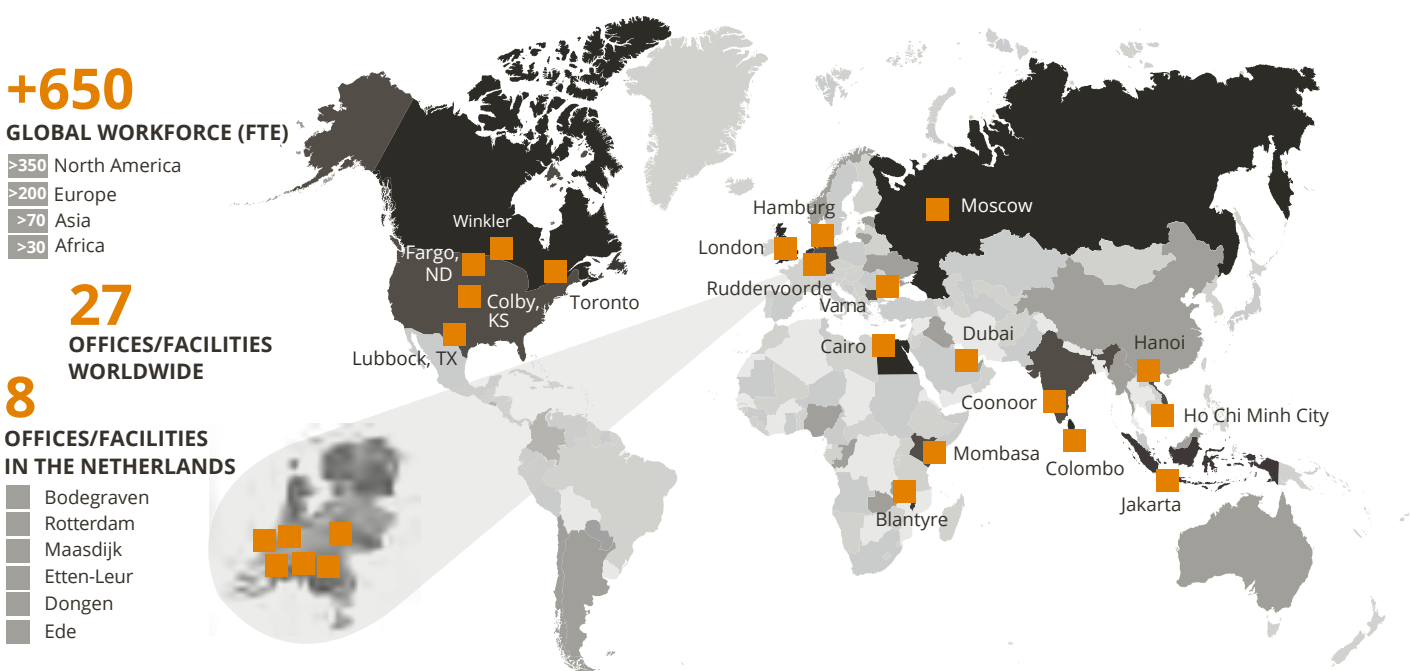 +650
GLOBAL WORKFORCE (FTE)
>350 North America
>200 Europe
>70 Asia
>30 Africa
27
OFFICES/FACILITIES
WORLDWIDE
8
OFFICES/FACILITIES
IN THE NETHERLANDS
Bodegraven
Rotterdam
Maasdijk
Etten-Leur
Dongen
Ede
Winkler
Fargo,
ND
Colby,
KS
Toronto
Lubbock, TX
Hamburg
London
Ruddervoorde
Varna
Moscow
Cairo
Dubai
Hanoi
Coonoor
Ho Chi Minh City
Mombasa
Colombo
Jakarta
Blantyre